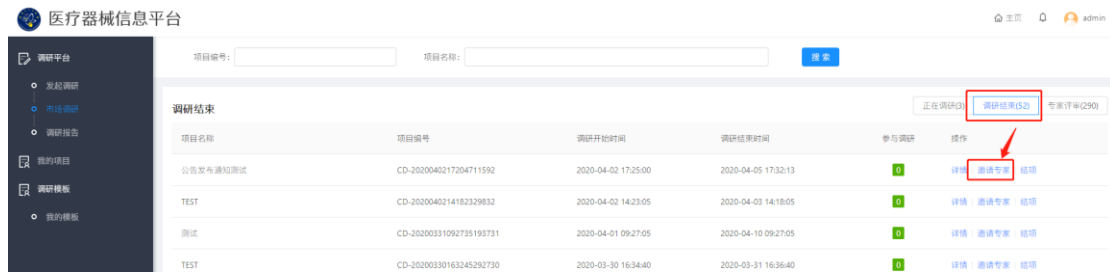 医疗器械信息平台
主页 admin
调研平台
发起调研
市场调研
调研报告
我的项目
调研模板
我的模板
项目编号: 项目名称: 搜索
调研结束 正在调研(3) 调研结束(52) 专家评审(290)
项目名称 项目编号 调研开始时间 调研结束时间 参与调研 操作
公告发布通知测试 CD-2020040217204711592 2020-04-02 17:25:00 2020-04-05 17:32:13 0 详情 邀请专家 结项
TEST CD-2020040214182329832 2020-04-02 14:23:05 2020-04-03 14:18:05 0 详情 邀请专家 结项
测试 CD-20200331092735193731 2020-04-01 09:27:05 2020-04-10 09:27:05 0 详情 邀请专家 结项
TEST CD-20200330163245292730 2020-03-30 16:34:40 2020-03-31 16:36:40 0 详情 邀请专家 结项